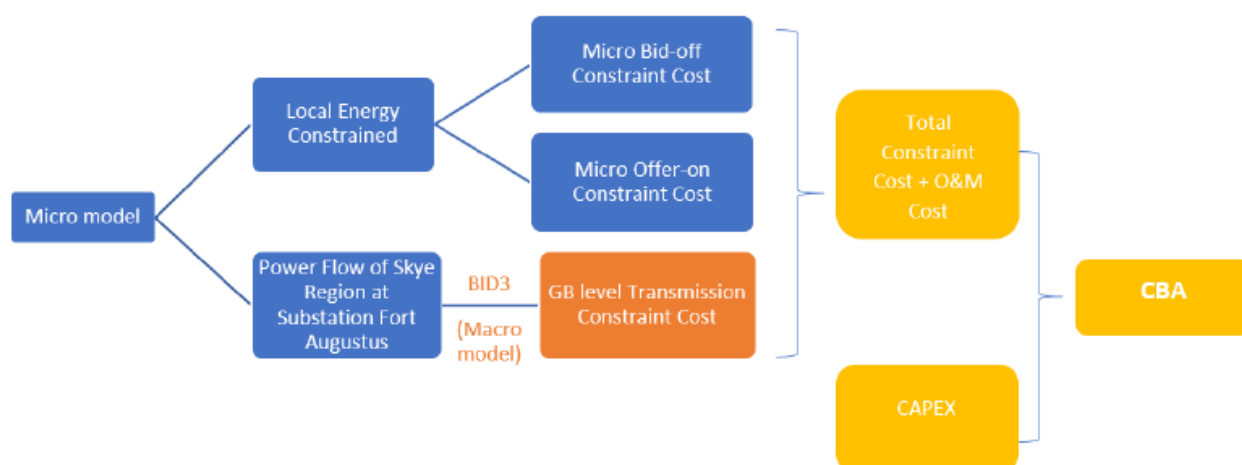 Micro model
Local Energy
Constrained
Power Flow of Skye
Region at
Substation Fort
Augustus
Micro Bid-off
Constraint Cost
Micro Offer-on
Constraint Cost
BID3
(Macro
model)
GB level Transmission
Constraint Cost
Total
Constraint
Cost + O&M
Cost
CAPEX
CBA